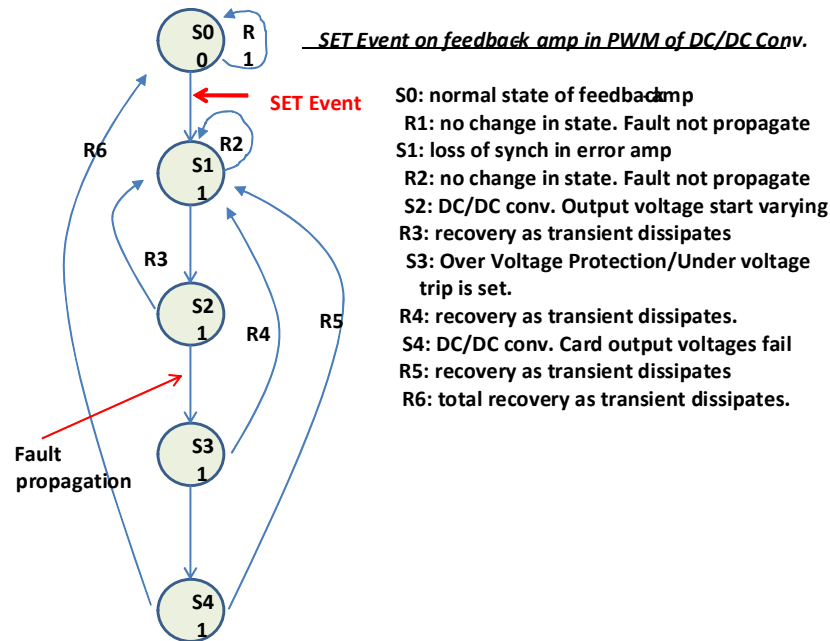 SET Event on feedback amp in PWM of DC/DC Conv.
S0
0
R
1
SET Event
S0: normal state of feedback amp
R1: no change in state. Fault not propagate
S1: loss of synch in error amp
R2: no change in state. Fault not propagate
S2: DC/DC conv. Output voltage start varying
R3: recovery as transient dissipates
S3: Over Voltage Protection/Under voltage
trip is set.
R4: recovery as transient dissipates.
S4: DC/DC conv. Card output voltages fail
R5: recovery as transient dissipates
R6: total recovery as transient dissipates.
R6
R2
S1
1
R3
S2
1
R4
R5
Fault
propagation
S3
1
S4
1